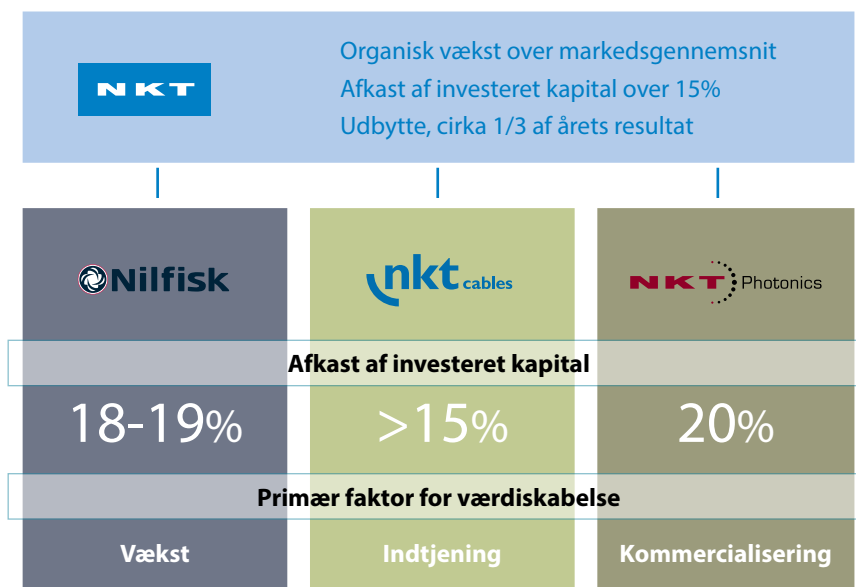 NKT
Organisk vækst over markedsgennemsnit
Afkast af investeret kapital over 15%
Udbytte, cirka 1/3 af årets resultat
Nilfisk
nkt cables
NKT Photonics
Afkast af investeret kapital
18-19%
>15%
20%
Primær faktor for værdiskabelse
Vækst
Indtjening
Kommercialisering